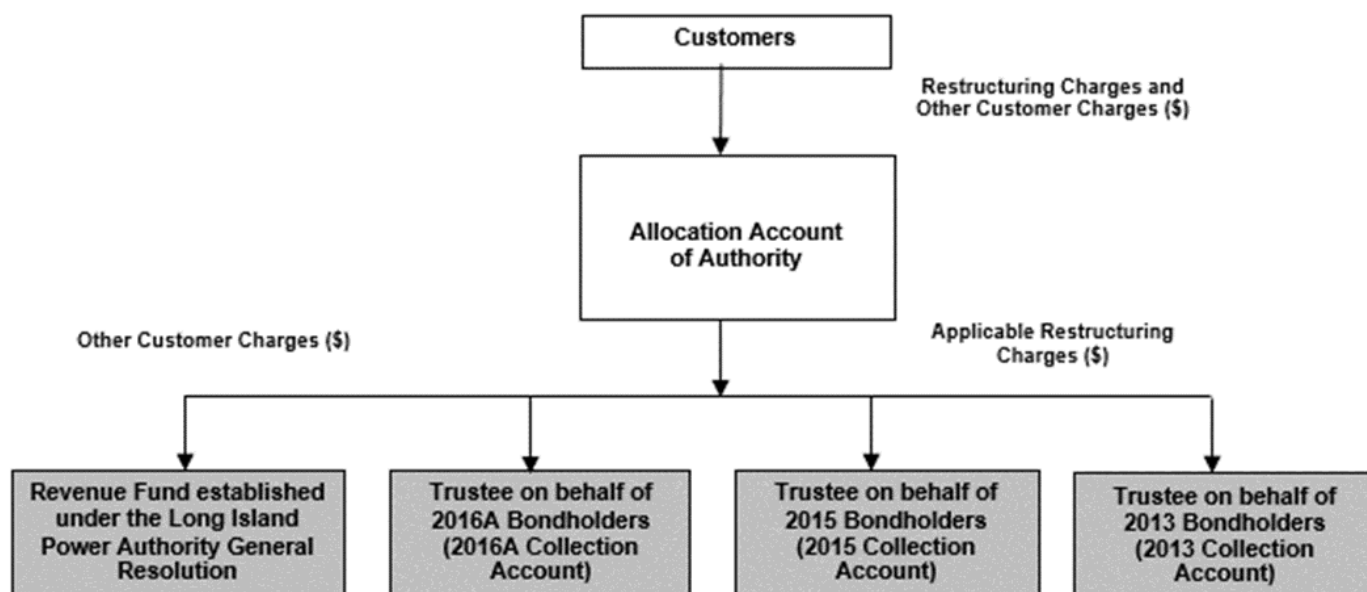 Customers
Restructuring Charges and
Other Customer Charges ($)
Allocation Account
of Authority
Other Customer Charges ($)
Applicable Restructuring
Charges ($)
Revenue Fund established
under the Long Island
Power Authority General
Resolution
Trustee on behalf of
2016A Bondholders
(2016A Collection
Account)
Trustee on behalf of
2015 Bondholders
(2015 Collection
Account)
Trustee on behalf of
2013 Bondholders
(2013 Collection
Account)